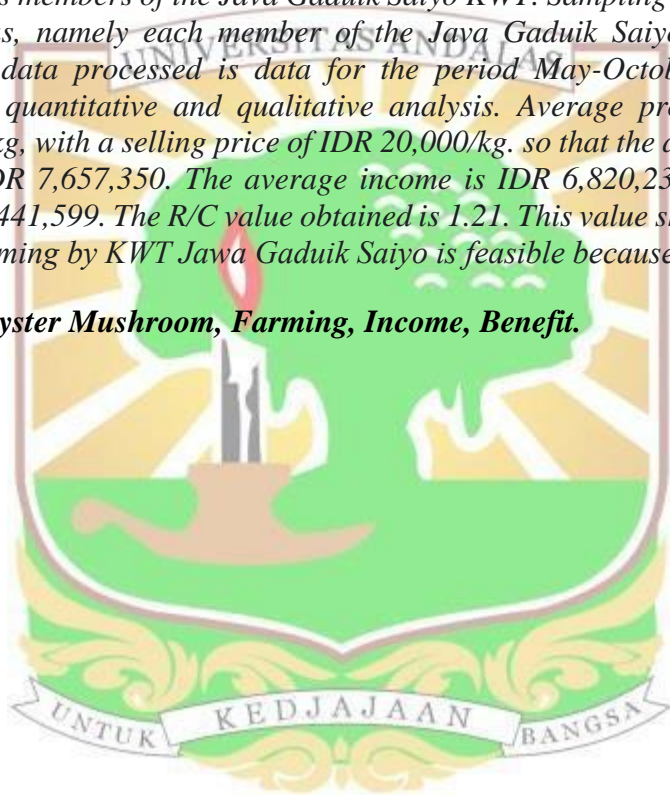 s members of the Java Gaduik Saiyo KWT. Sampling
us, namely each member of the Java Gaduik Saiy
data processed is data for the period May-Octob
quantitative and qualitative analysis. Average pr
kg, with a selling price of IDR 20,000/kg. so that the a
DR 7,657,350. The average income is IDR 6,820,23
441,599. The R/C value obtained is 1.21. This value s
ming by KWT Jawa Gaduik Saiyo is feasible because
yster Mushroom, Farming, Income, Benefit.
UNIVERSITAS ANDALAS
UNTUK KEDJAJAAN BANGSA